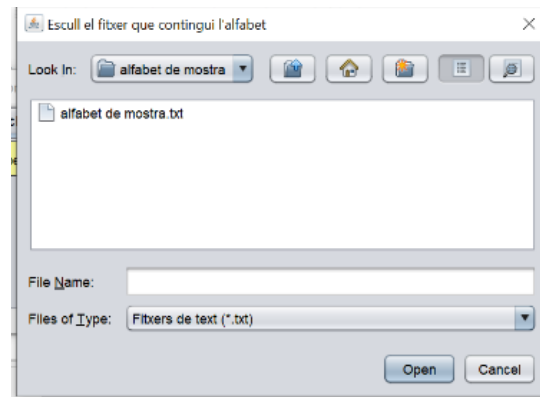 Escull el fitxer que contingui l'alfabet
Look In: alfabet de mostra
alfabet de mostra.txt
File Name:
Files of Type: Fitxers de text (*.txt)
Open Cancel